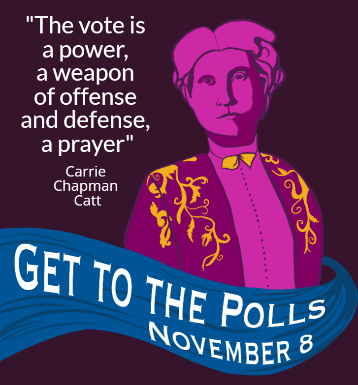 "The vote is
a power,
a weapon
of offense
and defense,
a prayer"
Carrie
Chapman
Catt
GET TO THE POLLS
NOVEMBER 8